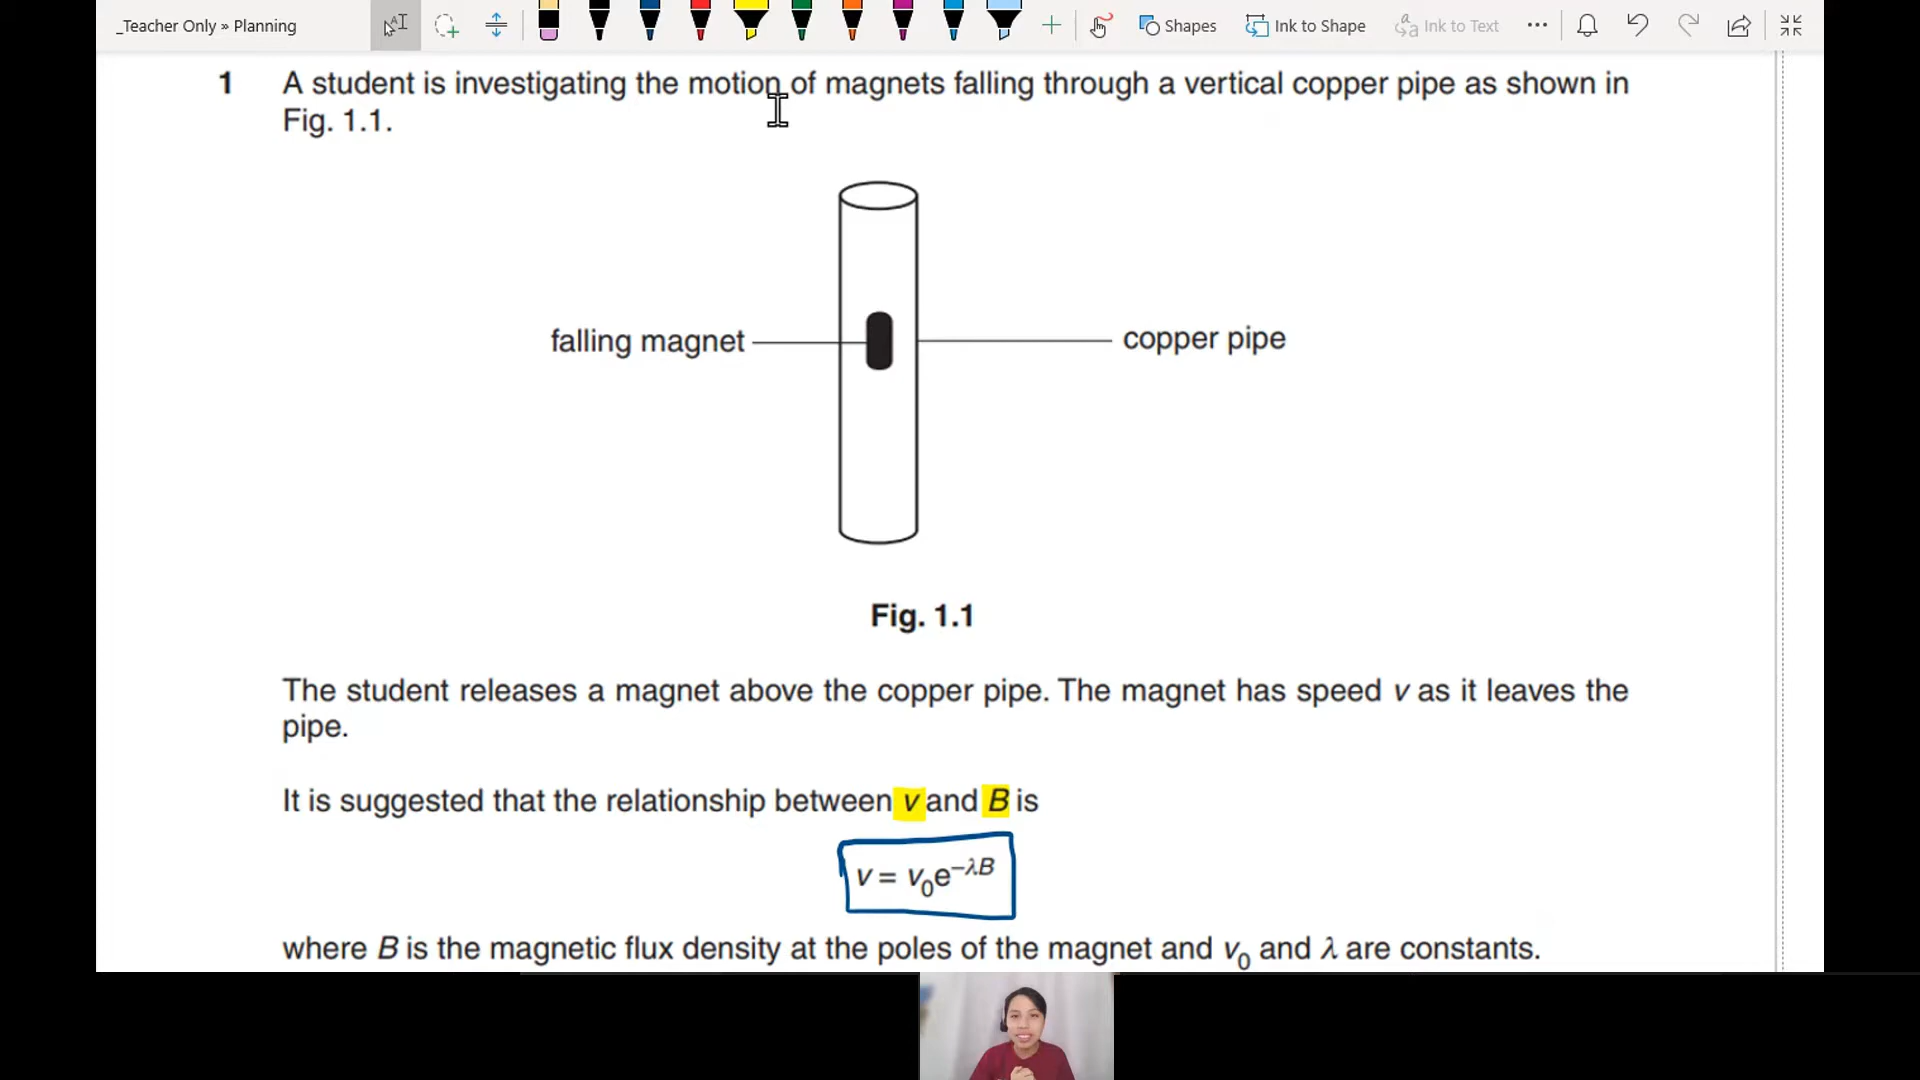 _Teacher Only » Planning
Shapes
Ink to Shape
Ink to Text
1 A student is investigating the motion of magnets falling through a vertical copper pipe as shown in
Fig. 1.1.
falling magnet
copper pipe
Fig. 1.1
The student releases a magnet above the copper pipe. The magnet has speed v as it leaves the
pipe.
It is suggested that the relationship between v and B is
v = v₀e^{–λB}
where B is the magnetic flux density at the poles of the magnet and v₀ and λ are constants.